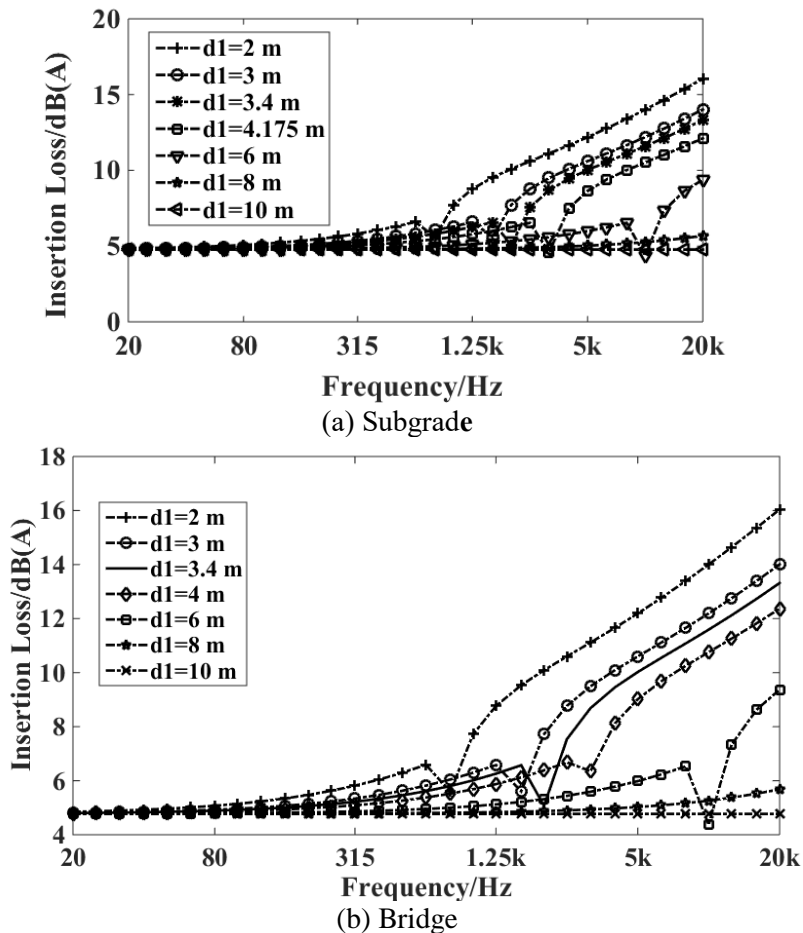 20
15
10
5
0
Insertion Loss/dB(A)
d1=2 m
d1=3 m
d1=3.4 m
d1=4.175 m
d1=6 m
d1=8 m
d1=10 m
20 80 315 1.25k 5k 20k
Frequency/Hz
(a) Subgrade
18
16
14
12
10
8
6
4
Insertion Loss/dB(A)
d1=2 m
d1=3 m
d1=3.4 m
d1=4 m
d1=6 m
d1=8 m
d1=10 m
20 80 315 1.25k 5k 20k
Frequency/Hz
(b) Bridge